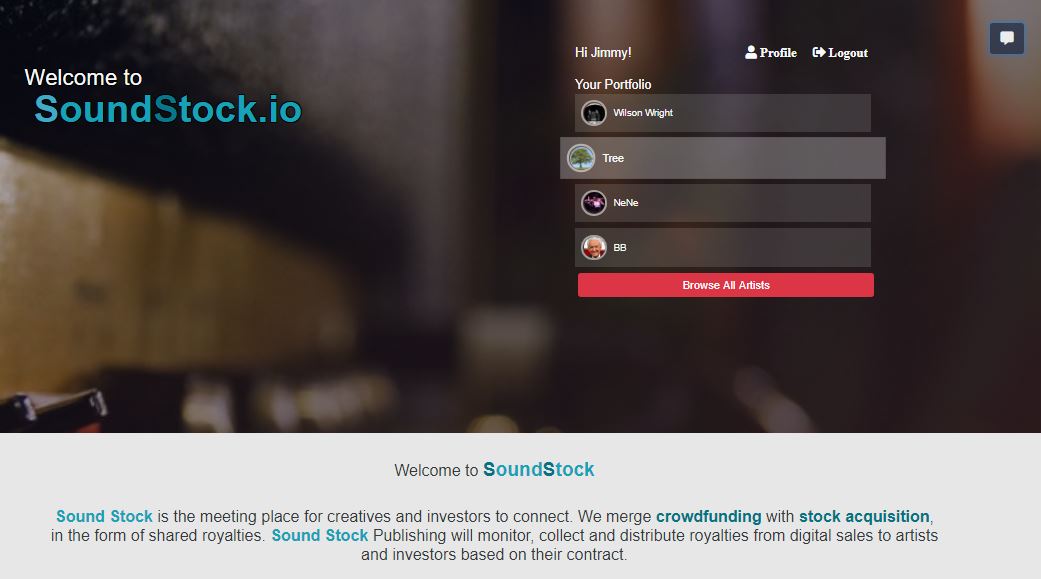 Hi Jimmy!
Profile
Logout
Welcome to
SoundStock.io
Your Portfolio
Wilson Wright
Tree
NeNe
BB
Browse All Artists
Welcome to SoundStock
Sound Stock is the meeting place for creatives and investors to connect. We merge crowdfunding with stock acquisition,
in the form of shared royalties. Sound Stock Publishing will monitor, collect and distribute royalties from digital sales to artists
and investors based on their contract.